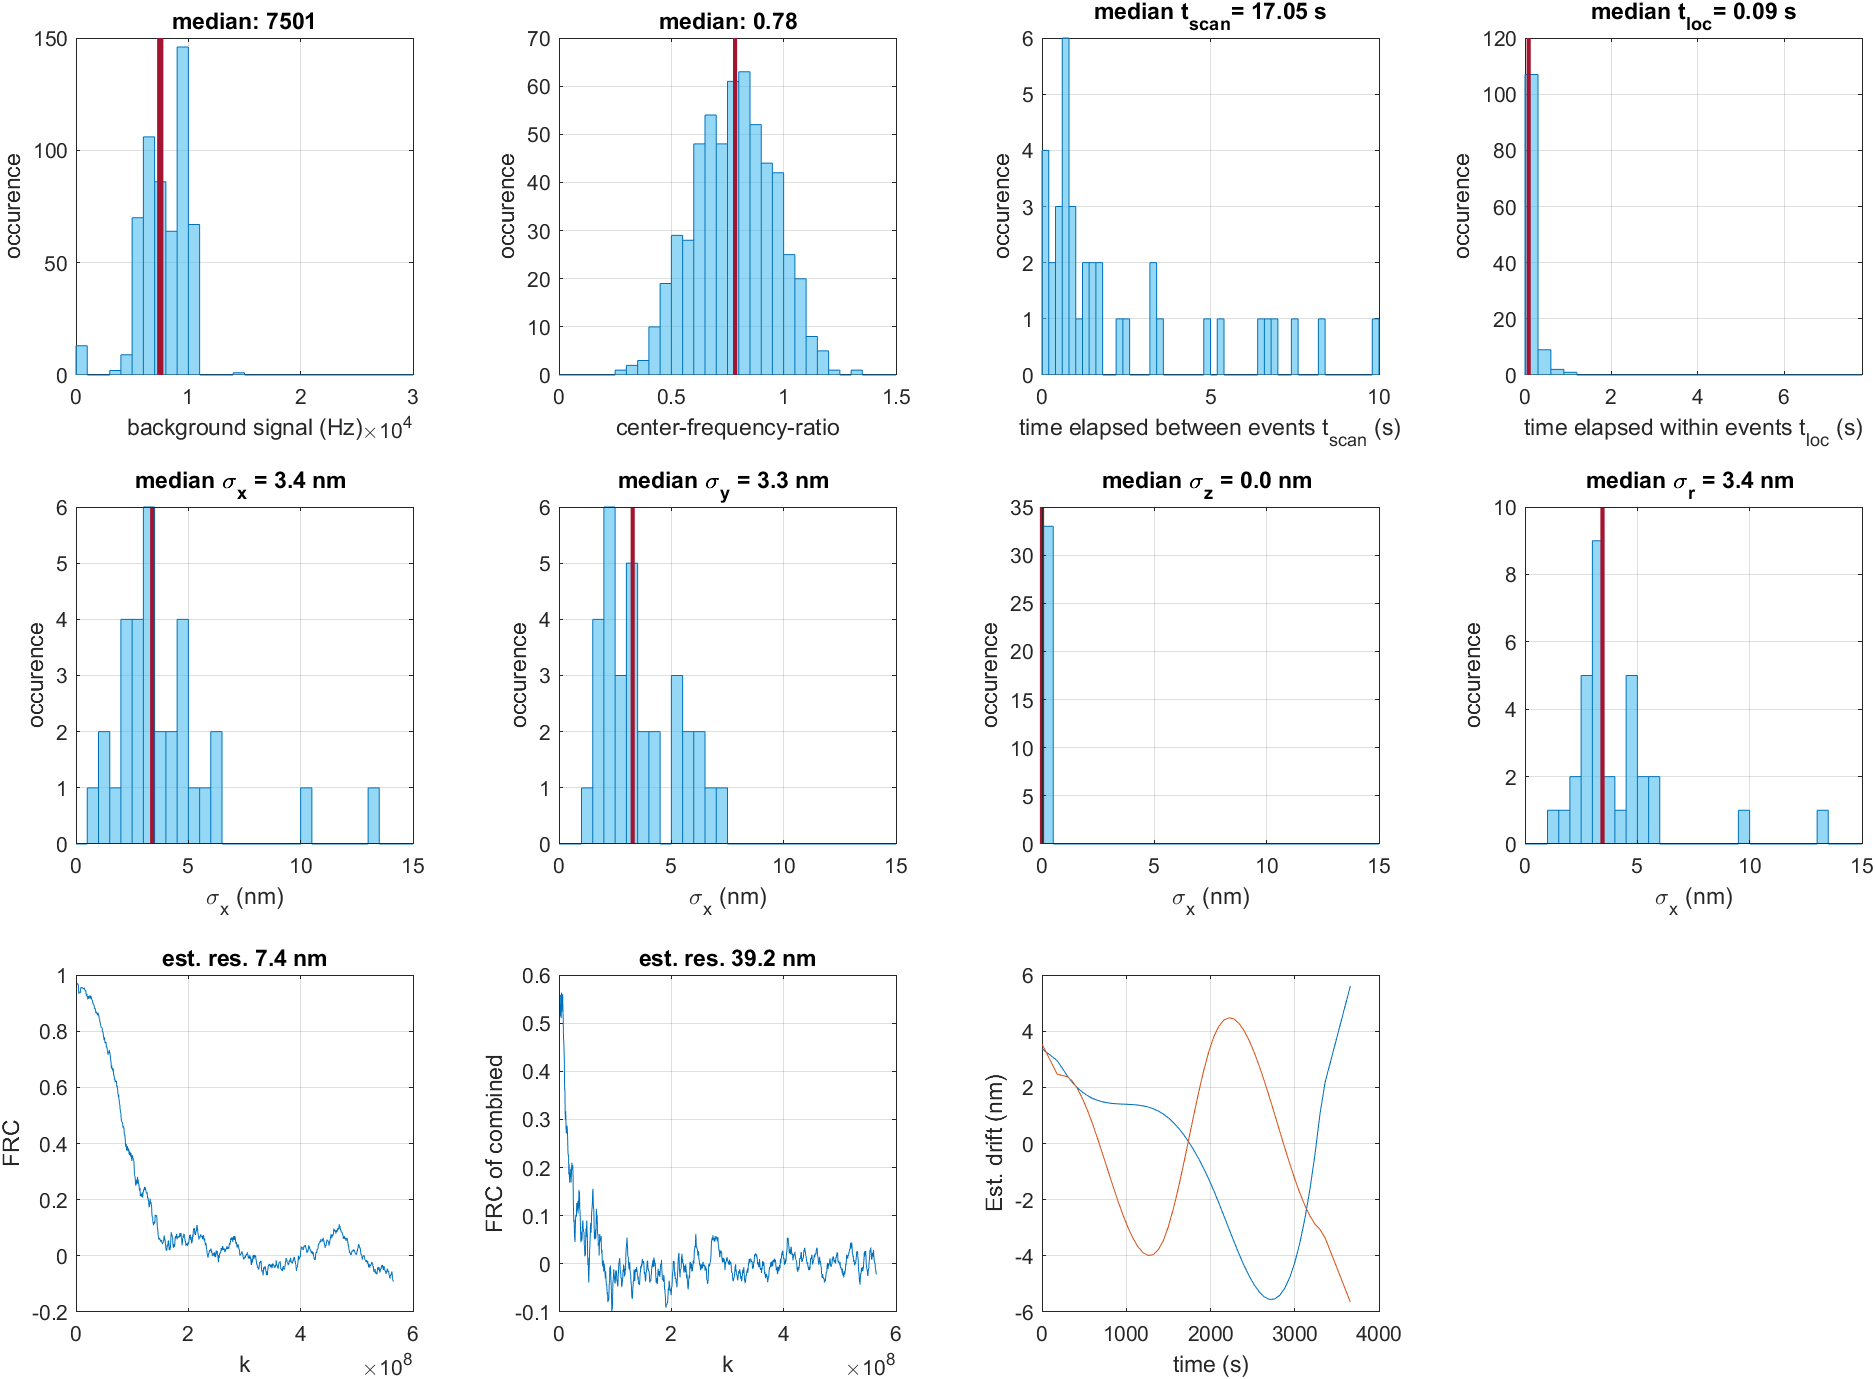 median: 7501
150
100
50
0
occurence
0 1 2 3
background signal (Hz) ×10^4
median: 0.78
70
60
50
40
30
20
10
0
occurence
0 0.5 1 1.5
center-frequency-ratio
median t_scan= 17.05 s
6
5
4
3
2
1
0
occurence
0 5 10
time elapsed between events t_scan (s)
median t_loc= 0.09 s
120
100
80
60
40
20
0
occurence
0 2 4 6
time elapsed within events t_loc (s)
median σ_x = 3.4 nm
6
5
4
3
2
1
0
occurence
0 5 10 15
σ_x (nm)
median σ_y = 3.3 nm
6
5
4
3
2
1
0
occurence
0 5 10 15
σ_x (nm)
median σ_z = 0.0 nm
35
30
25
20
15
10
5
0
occurence
0 5 10 15
σ_x (nm)
median σ_r = 3.4 nm
10
8
6
4
2
0
occurence
0 5 10 15
σ_x (nm)
est. res. 7.4 nm
1
0.8
0.6
0.4
0.2
0
-0.2
FRC
0 2 4 6
k ×10^8
est. res. 39.2 nm
0.6
0.5
0.4
0.3
0.2
0.1
0
-0.1
FRC of combined
0 2 4 6
k ×10^8
6
4
2
0
-2
-4
-6
Est. drift (nm)
0 1000 2000 3000 4000
time (s)